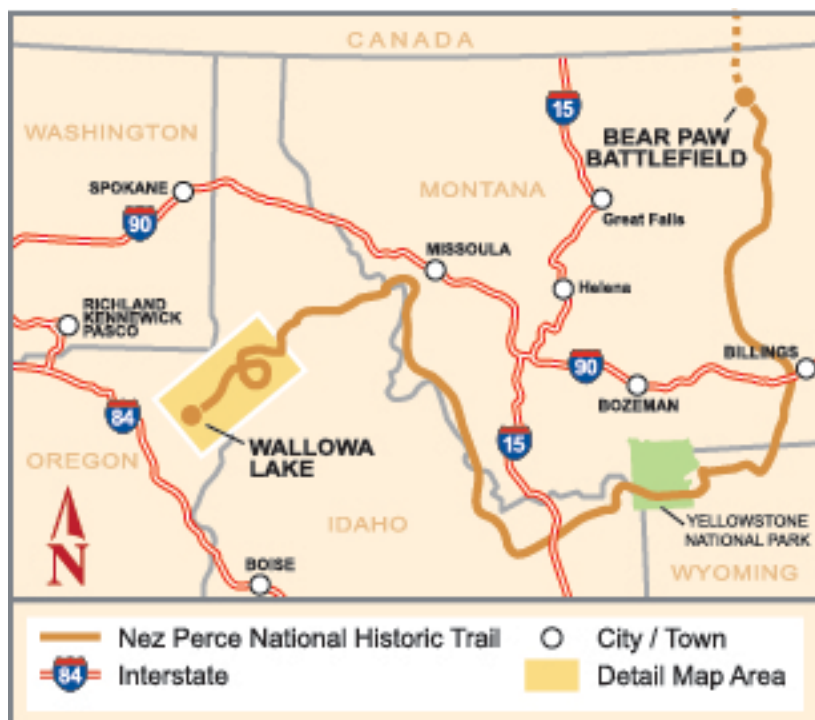 CANADA
WASHINGTON
15
BEAR PAW
BATTLEFIELD
SPOKANE
MONTANA
90
Great Falls
MISSOULA
Helena
RICHLAND
KENNEWICK
PASCO
BILLINGS
90
BOZEMAN
84
WALLOWA
LAKE
15
OREGON
IDAHO
YELLOWSTONE
NATIONAL PARK
N
BOISE
WYOMING
Nez Perce National Historic Trail
City / Town
84
Interstate
Detail Map Area